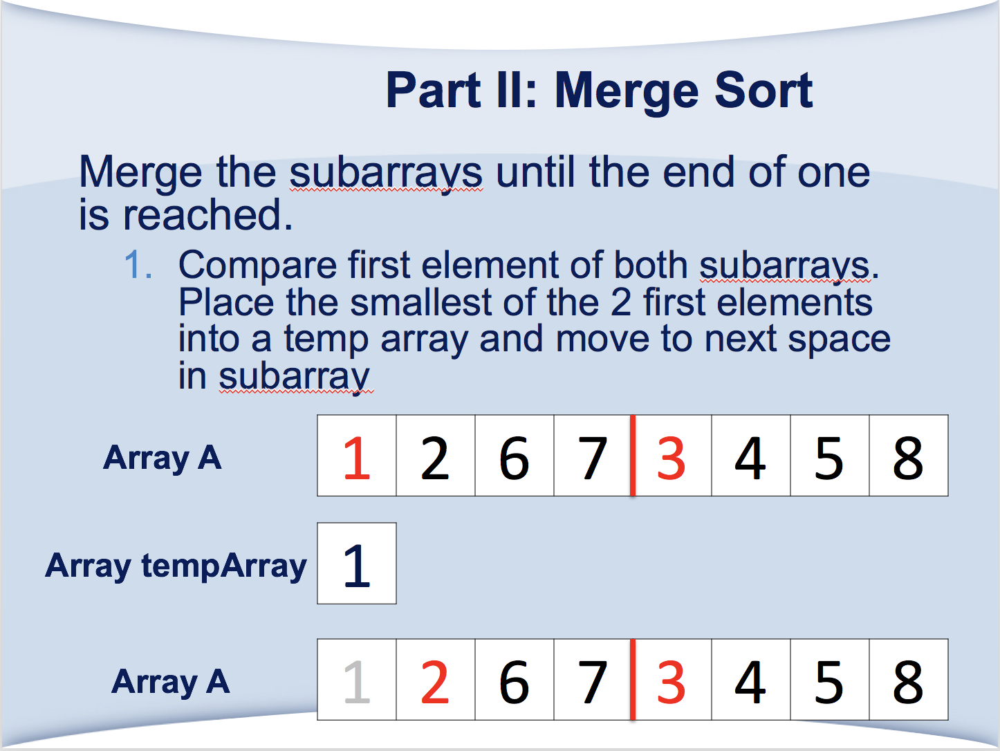 Part II: Merge Sort
Merge the subarrays until the end of one
is reached.
1. Compare first element of both subarrays.
Place the smallest of the 2 first elements
into a temp array and move to next space
in subarray
Array A 1 2 6 7 3 4 5 8
Array tempArray 1
Array A 1 2 6 7 3 4 5 8